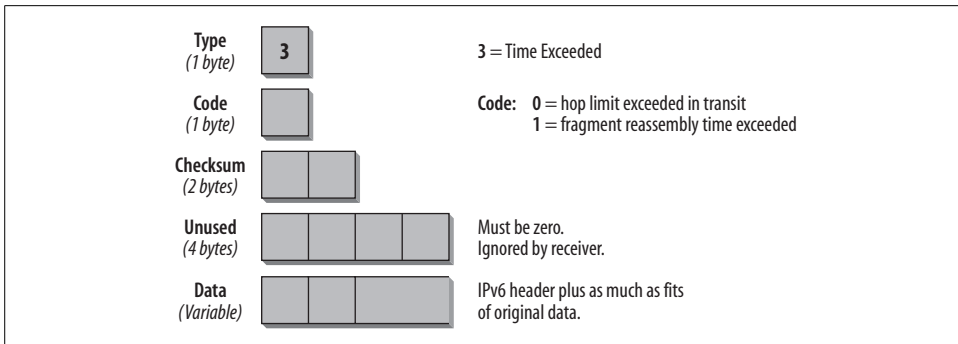 Type
(1 byte)
3
3 = Time Exceeded
Code
(1 byte)
Code: 0 = hop limit exceeded in transit
1 = fragment reassembly time exceeded
Checksum
(2 bytes)
Unused
(4 bytes)
Must be zero.
Ignored by receiver.
Data
(Variable)
IPv6 header plus as much as fits
of original data.